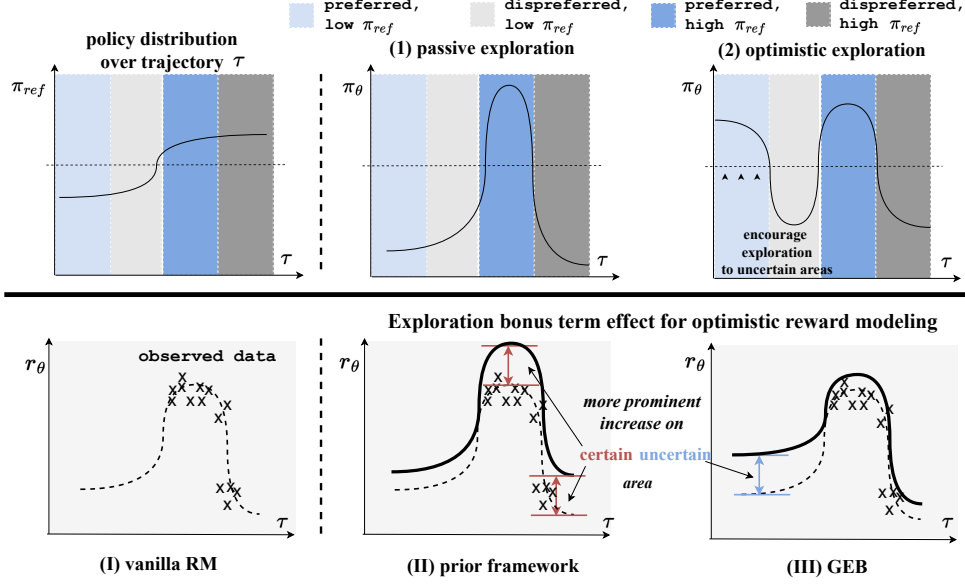 preferred, low π_ref
dispreferred, low π_ref
preferred, high π_ref
dispreferred, high π_ref
policy distribution
over trajectory τ
(1) passive exploration
(2) optimistic exploration
π_ref
τ
π_θ
τ
π_θ
encourage
exploration
to uncertain areas
τ
Exploration bonus term effect for optimistic reward modeling
r_θ
observed data
τ
(I) vanilla RM
r_θ
τ
(II) prior framework
more prominent
increase on
certain uncertain
area
r_θ
τ
(III) GEB